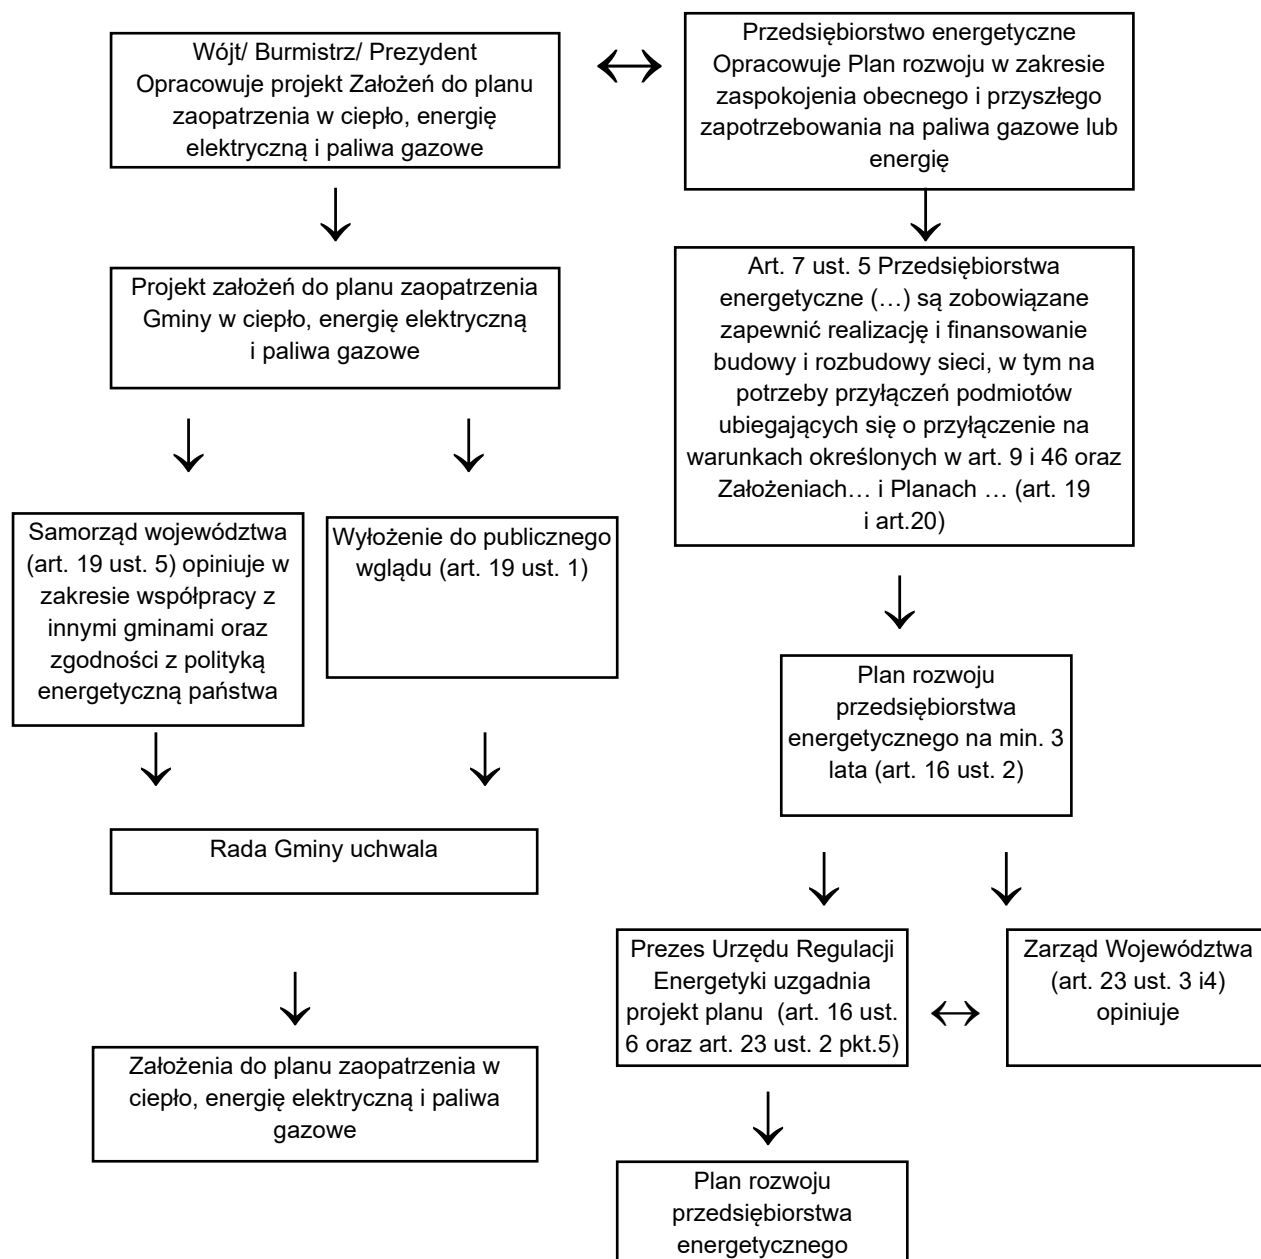 Wójt/ Burmistrz/ Prezydent
Opracowuje projekt Założeń do planu
zaopatrzenia w ciepło, energię
elektryczną i paliwa gazowe
Przedsiębiorstwo energetyczne
Opracowuje Plan rozwoju w zakresie
zaspokojenia obecnego i przyszłego
zapotrzebowania na paliwa gazowe lub
energię
Projekt założeń do planu zaopatrzenia
Gminy w ciepło, energię elektryczną
i paliwa gazowe
Art. 7 ust. 5 Przedsiębiorstwa
energetyczne (…) są zobowiązane
zapewnić realizację i finansowanie
budowy i rozbudowy sieci, w tym na
potrzeby przyłączeń podmiotów
ubiegających się o przyłączenie na
warunkach określonych w art. 9 i 46 oraz
Założeniach… i Planach … (art. 19
i art.20)
Samorząd województwa
(art. 19 ust. 5) opiniuje w
zakresie współpracy z
innymi gminami oraz
zgodności z polityką
energetyczną państwa
Wyłożenie do publicznego
wglądu (art. 19 ust. 1)
Plan rozwoju
przedsiębiorstwa
energetycznego na min. 3
lata (art. 16 ust. 2)
Rada Gminy uchwala
Prezes Urzędu Regulacji
Energetyki uzgadnia
projekt planu (art. 16 ust.
6 oraz art. 23 ust. 2 pkt.5)
Zarząd Województwa
(art. 23 ust. 3 i4)
opiniuje
Założenia do planu zaopatrzenia w
ciepło, energię elektryczną i paliwa
gazowe
Plan rozwoju
przedsiębiorstwa
energetycznego